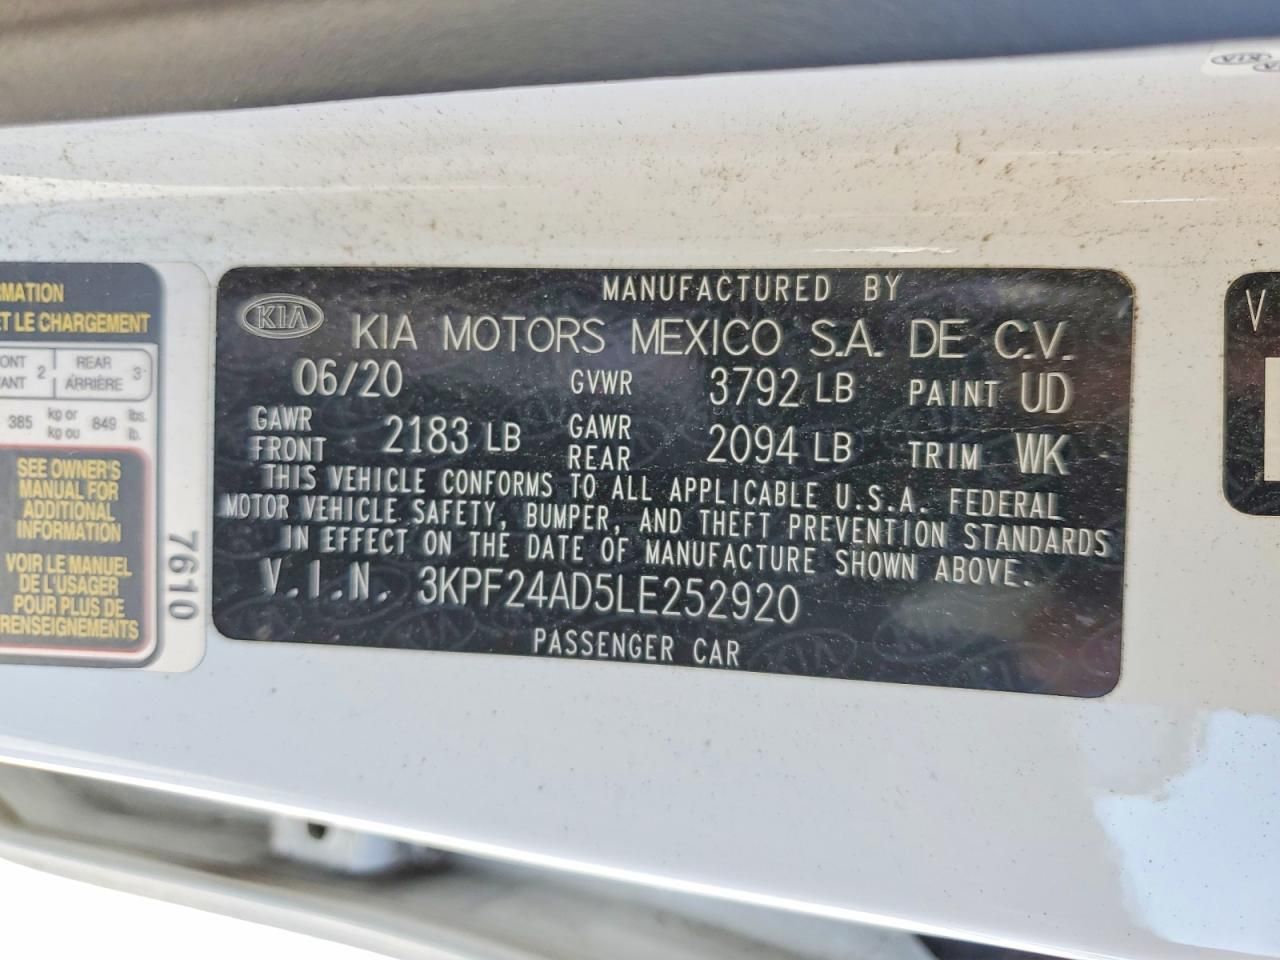 KIA
KIA
RMATION
ET LE CHARGEMENT
2
REAR
ARRIÈRE
3
385
kg or
kg ou
849
lbs.
lb.
SEE OWNER'S
MANUAL FOR
ADDITIONAL
INFORMATION
VOIR LE MANUEL
DE L'USAGER
POUR PLUS DE
RENSEIGNEMENTS
7610
MANUFACTURED BY
KIA MOTORS MEXICO S.A. DE C.V.
06/20 GVWR 3792 LB PAINT UD
GAWR FRONT 2183 LB GAWR REAR 2094 LB TRIM WK
THIS VEHICLE CONFORMS TO ALL APPLICABLE U.S.A. FEDERAL
MOTOR VEHICLE SAFETY, BUMPER, AND THEFT PREVENTION STANDARDS
IN EFFECT ON THE DATE OF MANUFACTURE SHOWN ABOVE.
V.I.N. 3KPF24AD5LE252920
PASSENGER CAR
V